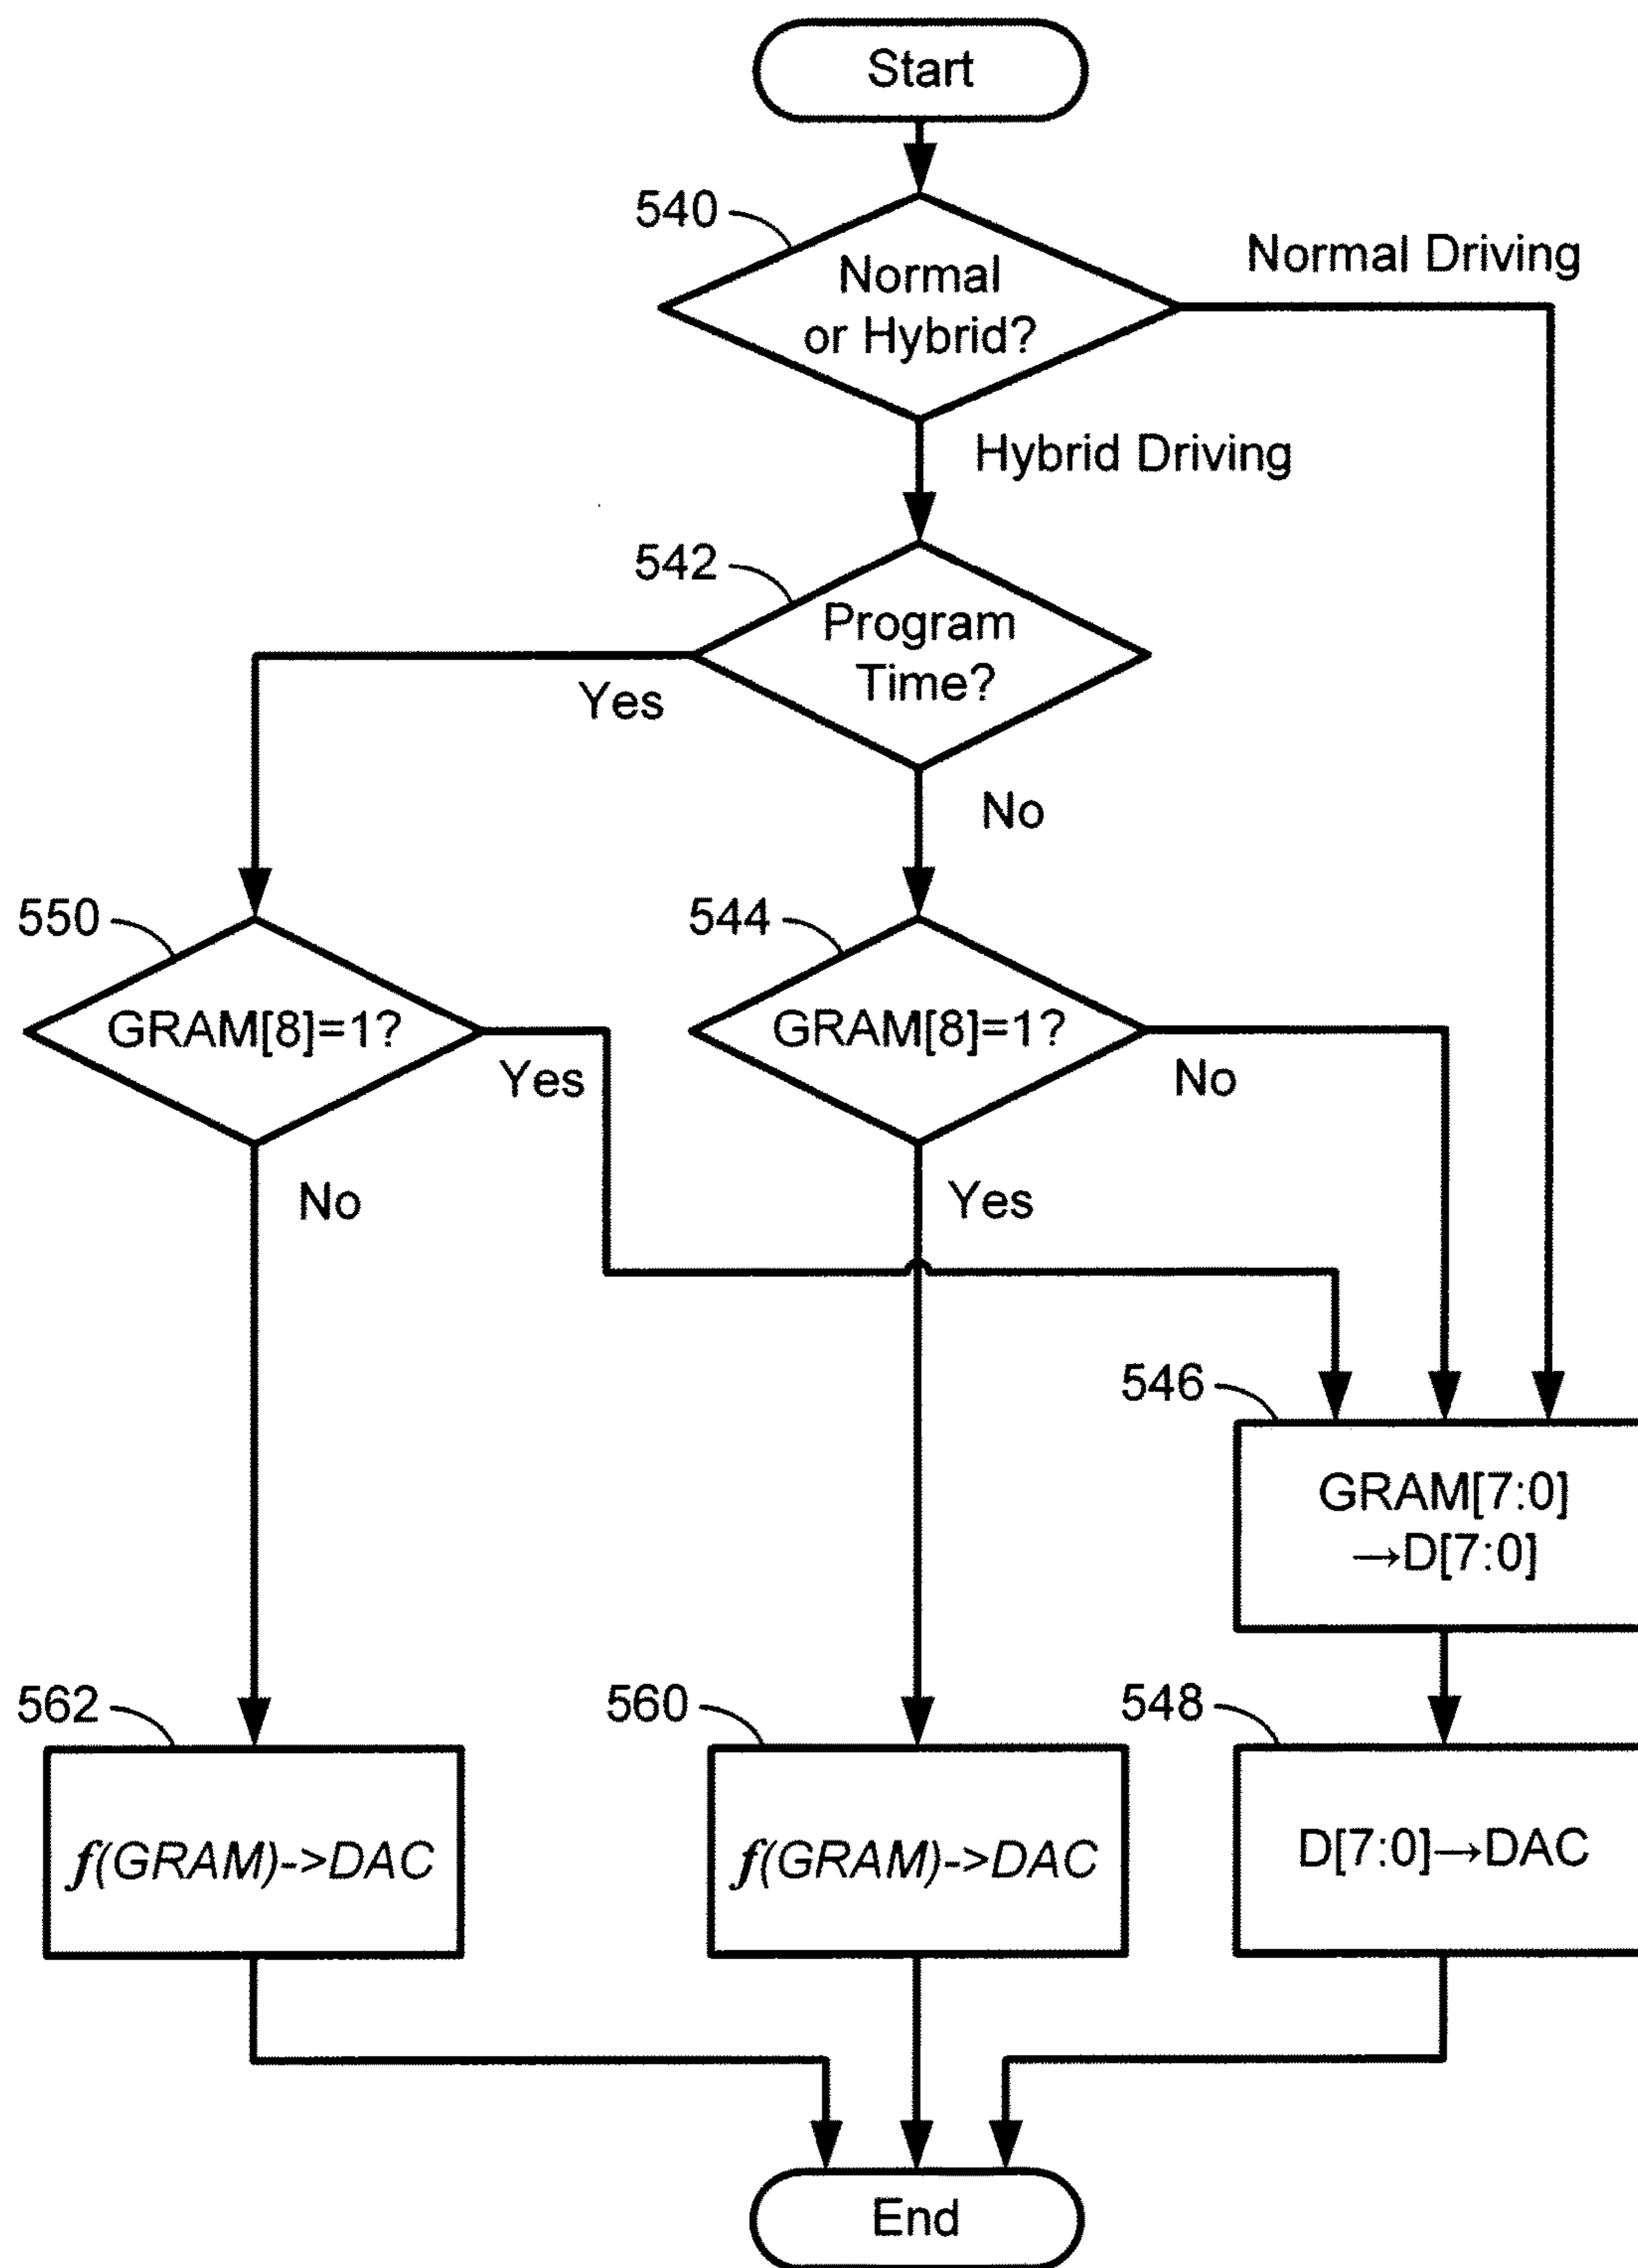 Start
540
Normal
or Hybrid?
Normal Driving
Hybrid Driving
542
Program
Time?
Yes
No
550
GRAM[8]=1?
Yes
No
544
GRAM[8]=1?
No
Yes
546
GRAM[7:0]
→D[7:0]
562
f(GRAM)->DAC
560
f(GRAM)->DAC
548
D[7:0]→DAC
End